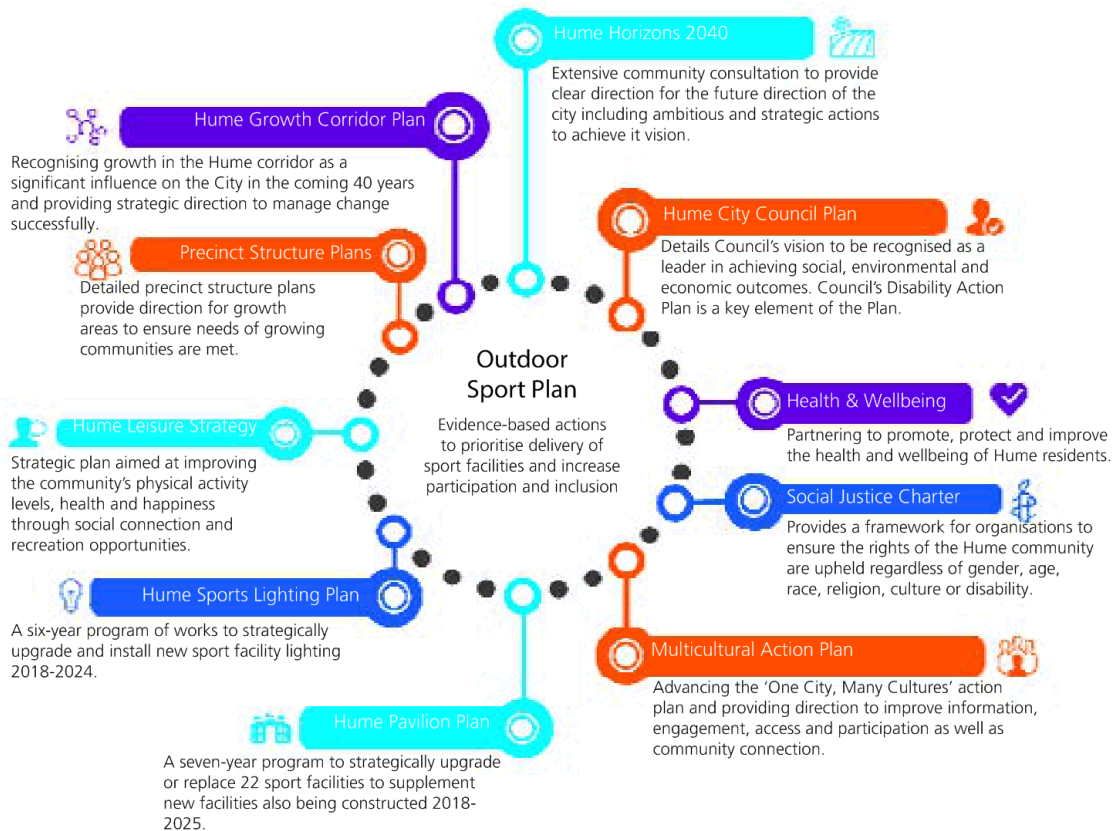 Hume Horizons 2040
Extensive community consultation to provide
clear direction for the future direction of the
city including ambitious and strategic actions
to achieve it vision.
Hume Growth Corridor Plan
Recognising growth in the Hume corridor as a
significant influence on the City in the coming 40 years
and providing strategic direction to manage change
successfully.
Hume City Council Plan
Details Council's vision to be recognised as a
leader in achieving social, environmental and
economic outcomes. Council's Disability Action
Plan is a key element of the Plan.
Precinct Structure Plans
Detailed precinct structure plans
provide direction for growth
areas to ensure needs of growing
communities are met.
Outdoor
Sport Plan
Evidence-based actions
to prioritise delivery of
sport facilities and increase
participation and inclusion
Health & Wellbeing
Partnering to promote, protect and improve
the health and wellbeing of Hume residents.
Hume Leisure Strategy
Strategic plan aimed at improving
the community's physical activity
levels, health and happiness
through social connection and
recreation opportunities.
Social Justice Charter
Provides a framework for organisations to
ensure the rights of the Hume community
are upheld regardless of gender, age,
race, religion, culture or disability.
Hume Sports Lighting Plan
A six-year program of works to strategically
upgrade and install new sport facility lighting
2018-2024.
Multicultural Action Plan
Advancing the 'One City, Many Cultures' action
plan and providing direction to improve information,
engagement, access and participation as well as
community connection.
Hume Pavilion Plan
A seven-year program to strategically upgrade
or replace 22 sport facilities to supplement
new facilities also being constructed 2018-
2025.